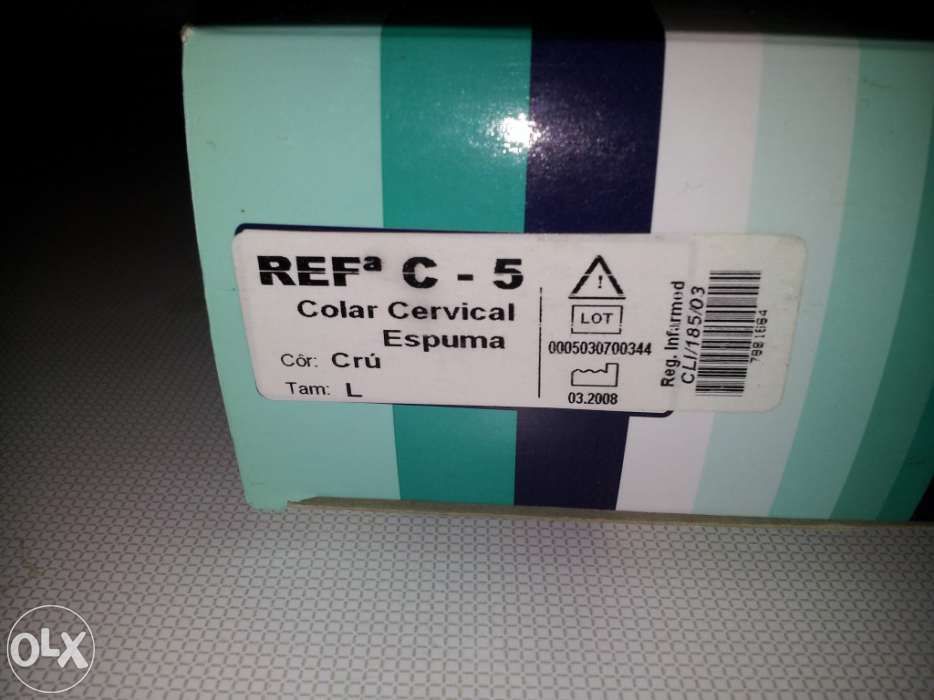 REFª C - 5
Colar Cervical
Espuma
Côr: Crú
Tam: L
!
LOT
0005030700344
03.2008
Reg. Infarmed
CLI/185/03
OLX